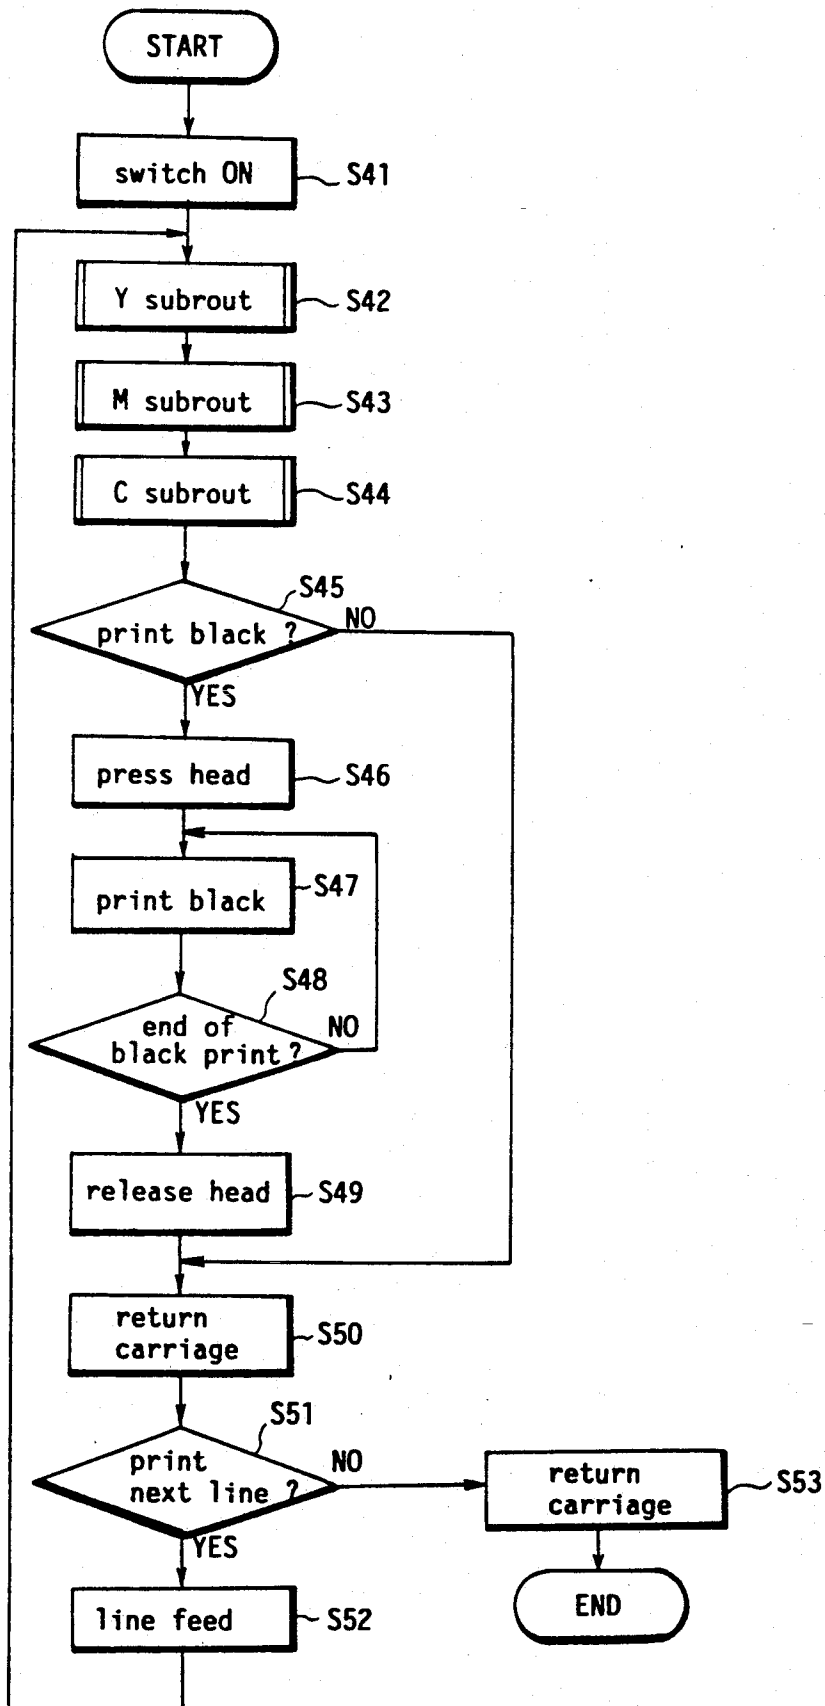 START
switch ON
S41
Y subrout
S42
M subrout
S43
C subrout
S44
S45
print black ?
NO
YES
press head
S46
print black
S47
S48
end of
black print ?
NO
YES
release head
S49
return
carriage
S50
S51
print
next line ?
NO
YES
return
carriage
S53
line feed
S52
END